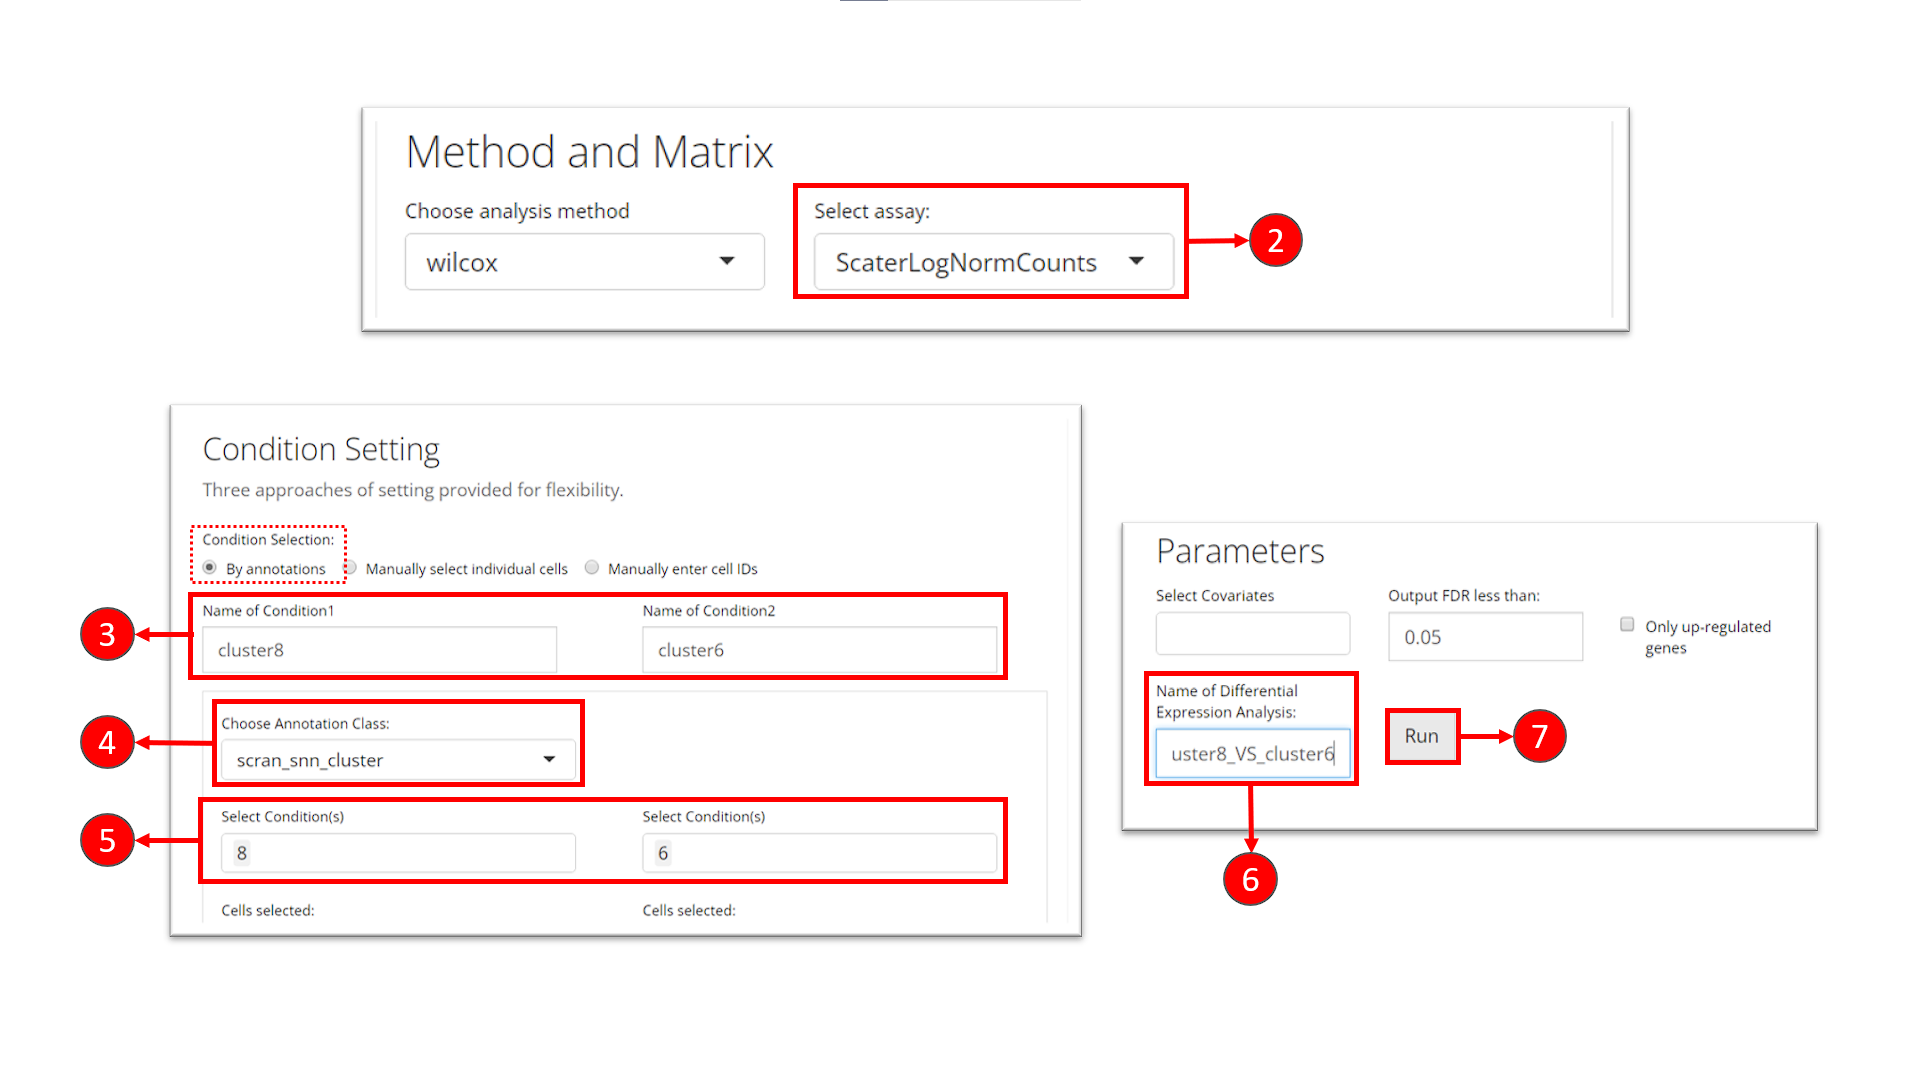 Method and Matrix
Choose analysis method
Select assay:
wilcox
ScaterLogNormCounts
2
Condition Setting
Three approaches of setting provided for flexibility.
Condition Selection:
By annotations
Manually select individual cells
Manually enter cell IDs
Name of Condition1
Name of Condition2
3
cluster8
cluster6
Choose Annotation Class:
4
scran_snn_cluster
Select Condition(s)
Select Condition(s)
5
8
6
Cells selected:
Cells selected:
Parameters
Select Covariates
Output FDR less than:
0.05
Only up-regulated
genes
Name of Differential
Expression Analysis:
uster8_VS_cluster6
Run
7
6